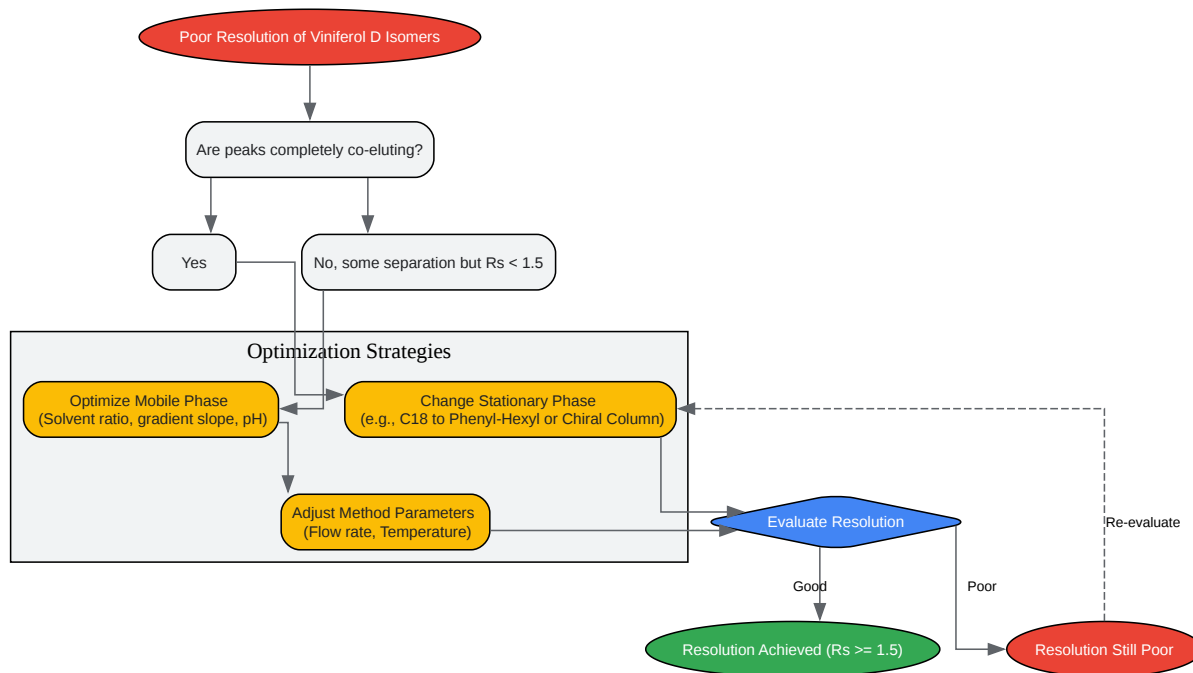 Poor Resolution of Viniferol D Isomers
Are peaks completely co-eluting?
Yes
No, some separation but Rs < 1.5
Optimization Strategies
Optimize Mobile Phase
(Solvent ratio, gradient slope, pH)
Change Stationary Phase
(e.g., C18 to Phenyl-Hexyl or Chiral Column)
Adjust Method Parameters
(Flow rate, Temperature)
Evaluate Resolution
Re-evaluate
Good
Poor
Resolution Achieved (Rs >= 1.5)
Resolution Still Poor